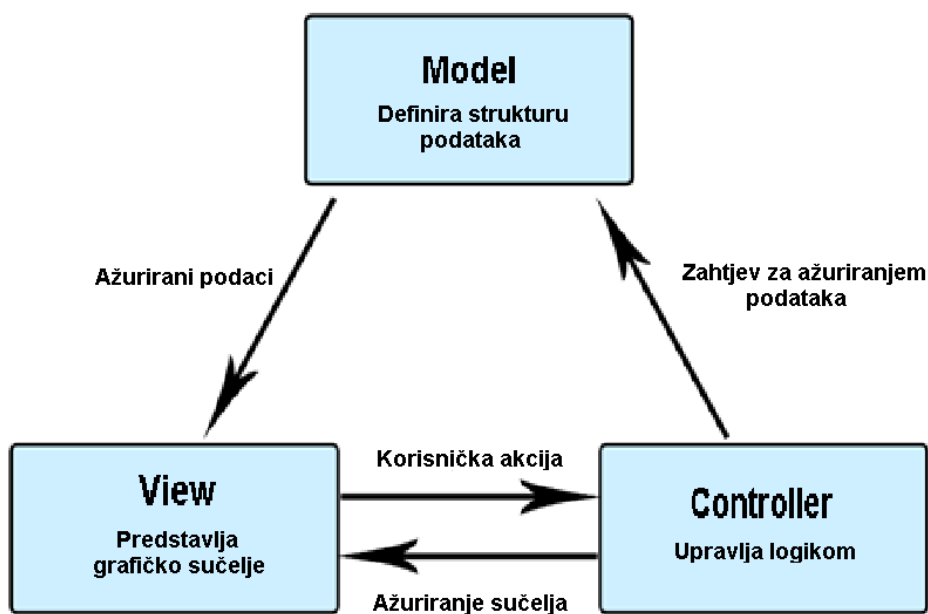 Model
Definira strukturu
podataka
Ažurirani podaci
Zahtjev za ažuriranjem
podataka
View
Predstavlja
grafičko sučelje
Korisnička akcija
Controller
Upravlja logikom
Ažuriranje sučelja